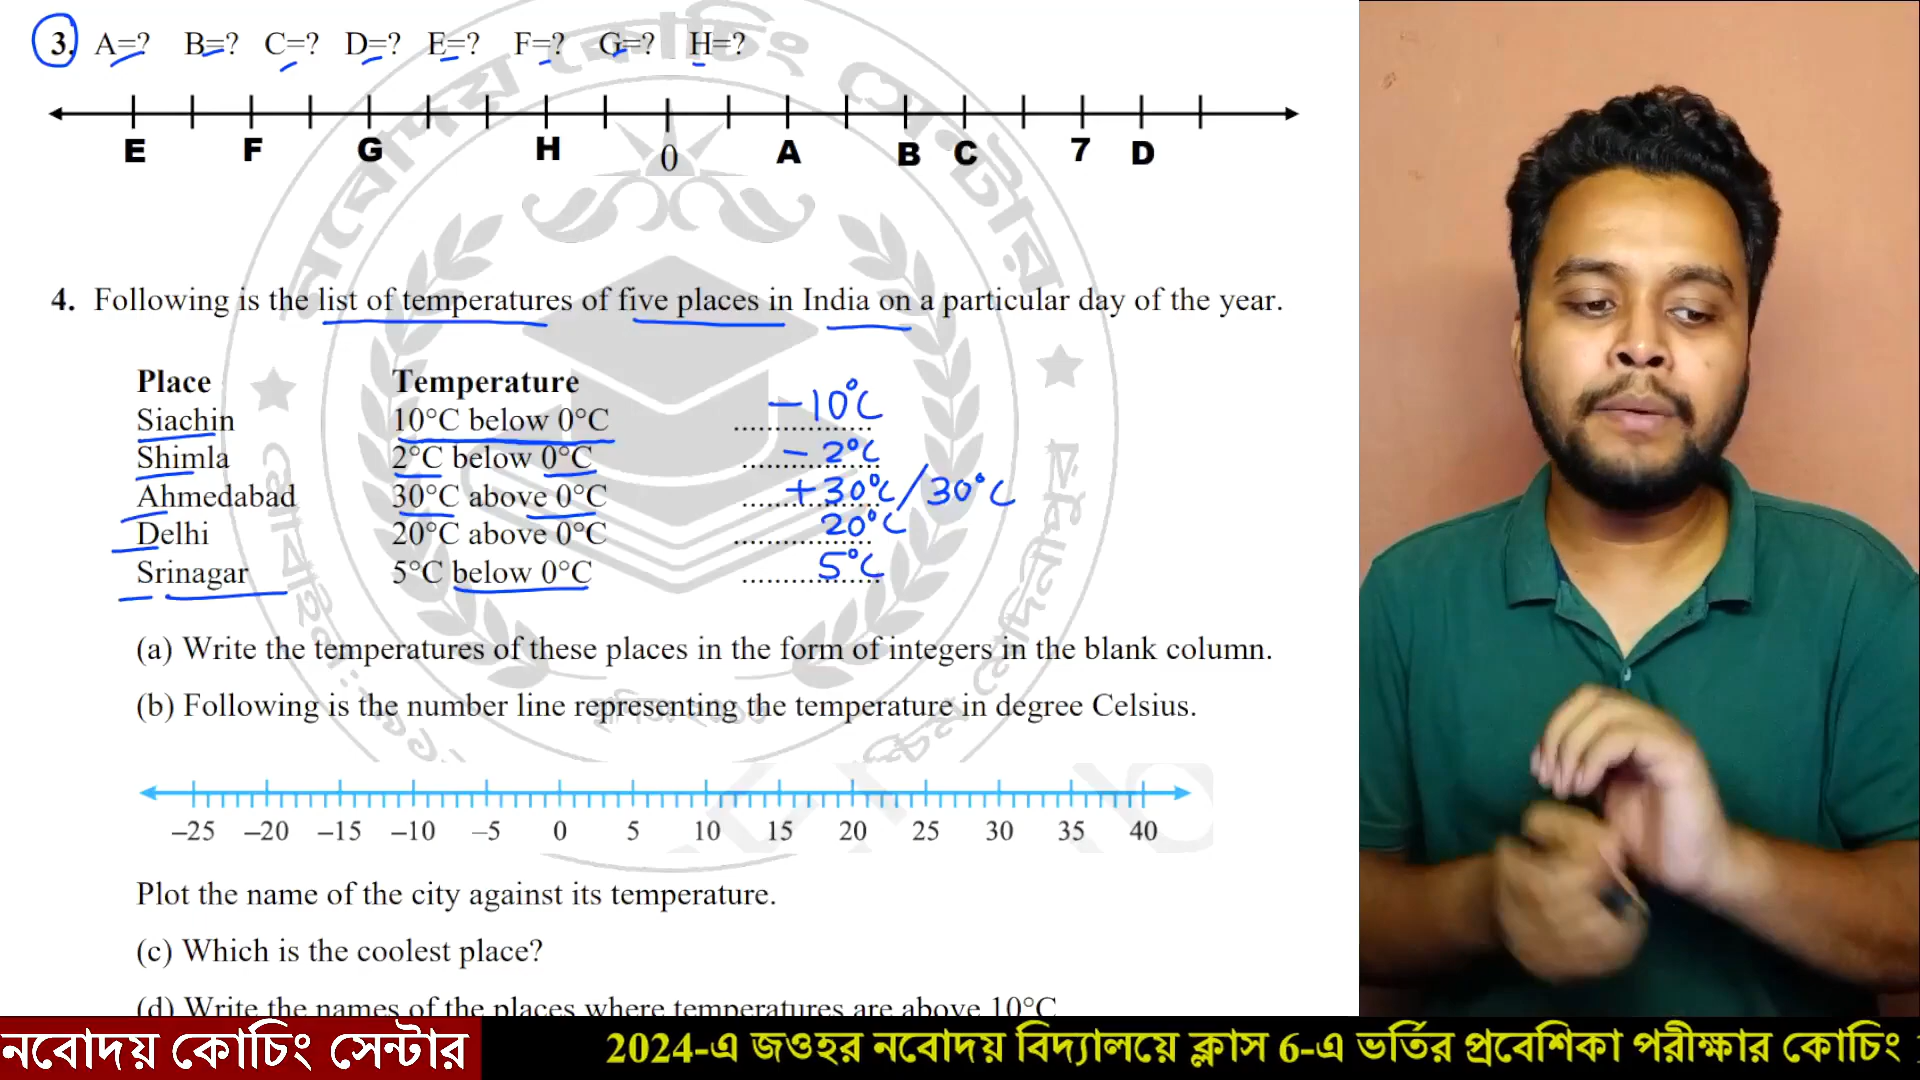 3. A=? B=? C=? D=? E=? F=? G=? H=?
E F G H 0 A B C 7 D
4. Following is the list of temperatures of five places in India on a particular day of the year.
Place Temperature
Siachin 10°C below 0°C ................. −10°C
Shimla 2°C below 0°C ................. − 2°C
Ahmedabad 30°C above 0°C ................. +30°C/30°C
Delhi 20°C above 0°C ................. 20°C
Srinagar 5°C below 0°C ................. 5°C
(a) Write the temperatures of these places in the form of integers in the blank column.
(b) Following is the number line representing the temperature in degree Celsius.
–25 –20 –15 –10 –5 0 5 10 15 20 25 30 35 40
Plot the name of the city against its temperature.
(c) Which is the coolest place?
(d) Write the names of the places where temperatures are above 10°C
নবোদয় কোচিং সেন্টার
2024-এ জওহর নবোদয় বিদ্যালয়ে ক্লাস 6-এ ভর্তির প্রবেশিকা পরীক্ষার কোচিং